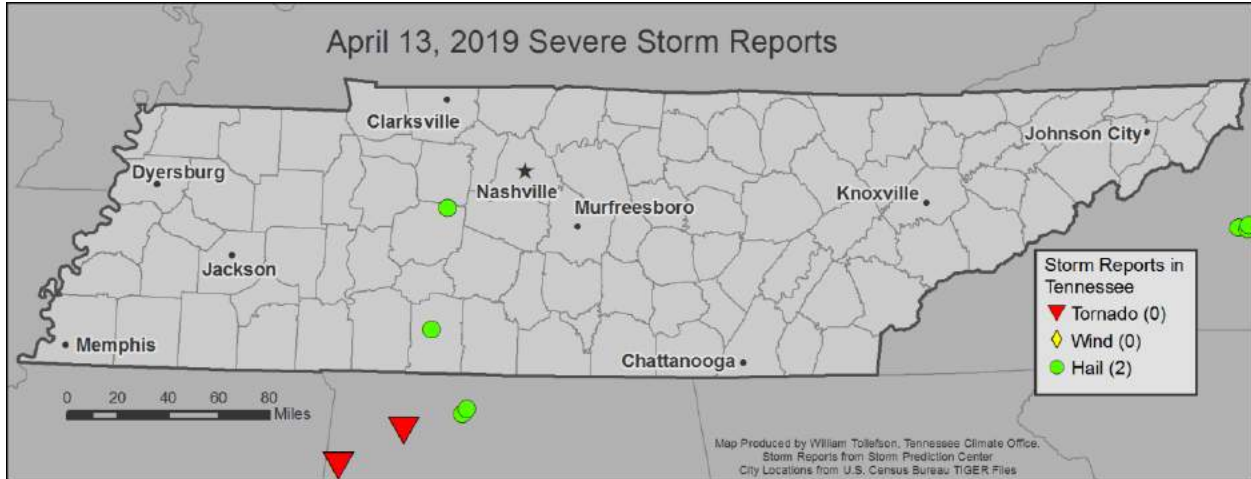 April 13, 2019 Severe Storm Reports
Clarksville
Johnson City
Dyersburg
Nashville
Knoxville
Murfreesboro
Jackson
Storm Reports in
Tennessee
Tornado (0)
Wind (0)
Hail (2)
Memphis
Chattanooga
0 20 40 60 80
Miles
Map Produced by William Tollefson, Tennessee Climate Office.
Storm Reports from Storm Prediction Center
City Locations from U.S. Census Bureau TIGER Files